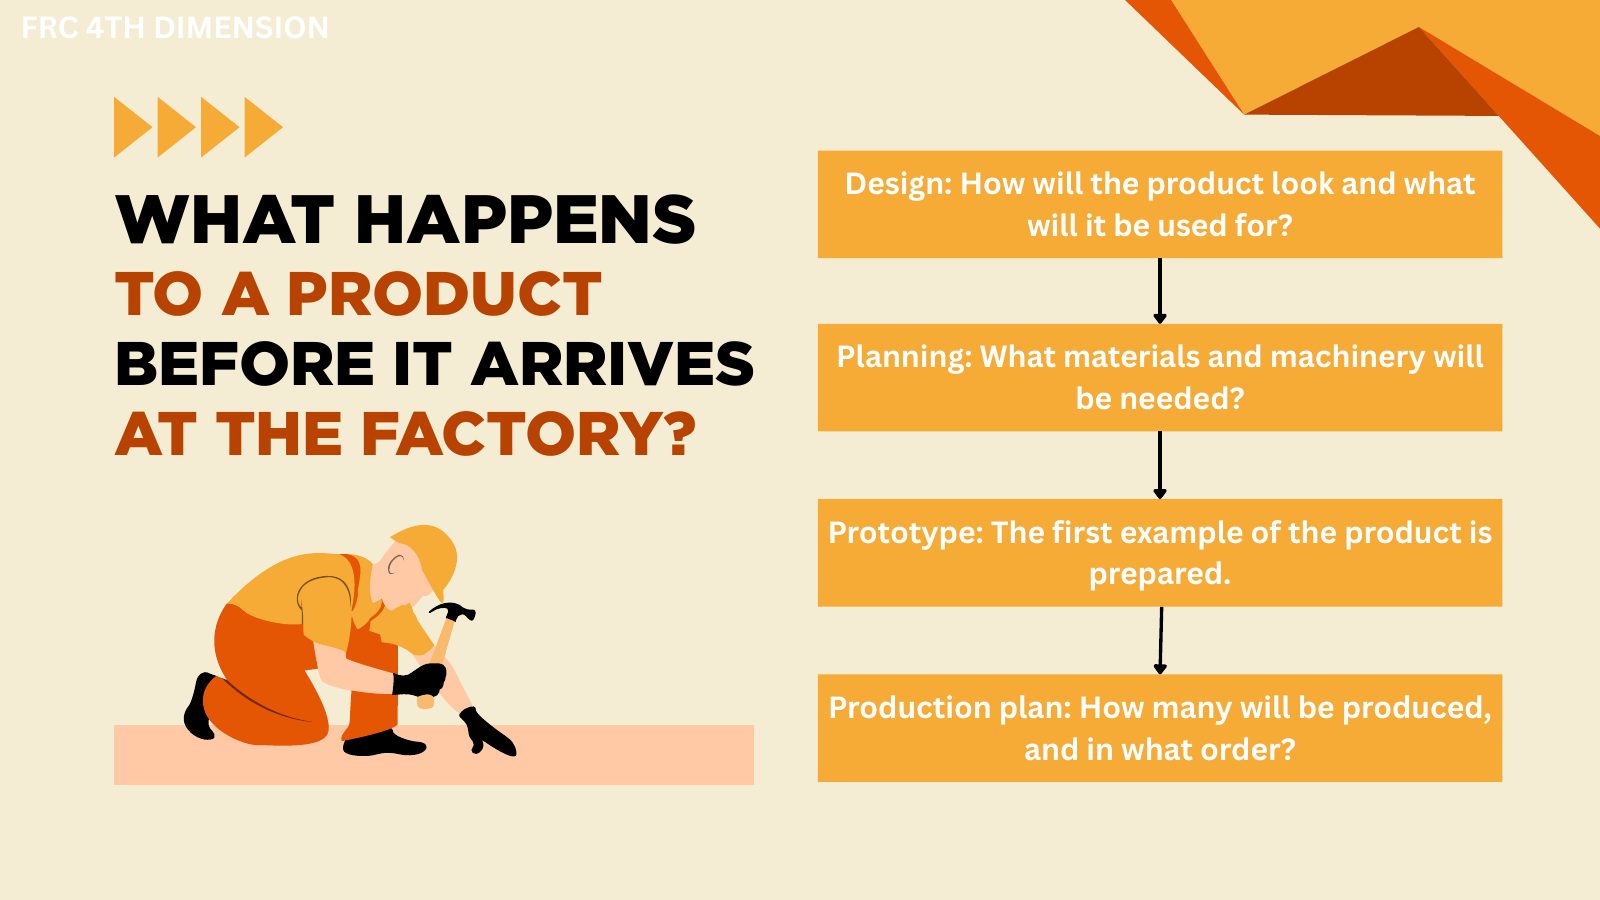 FRC 4TH DIMENSION
WHAT HAPPENS
TO A PRODUCT
BEFORE IT ARRIVES
AT THE FACTORY?
Design: How will the product look and what
will it be used for?
Planning: What materials and machinery will
be needed?
Prototype: The first example of the product is
prepared.
Production plan: How many will be produced,
and in what order?